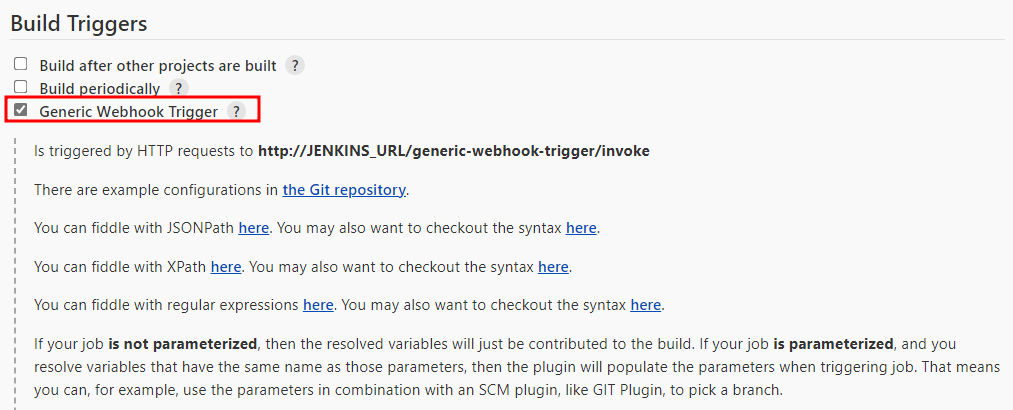 Build Triggers
Build after other projects are built ?
Build periodically ?
Generic Webhook Trigger ?
Is triggered by HTTP requests to http://JENKINS_URL/generic-webhook-trigger/invoke
There are example configurations in the Git repository.
You can fiddle with JSONPath here. You may also want to checkout the syntax here.
You can fiddle with XPath here. You may also want to checkout the syntax here.
You can fiddle with regular expressions here. You may also want to checkout the syntax here.
If your job is not parameterized, then the resolved variables will just be contributed to the build. If your job is parameterized, and you
resolve variables that have the same name as those parameters, then the plugin will populate the parameters when triggering job. That means
you can, for example, use the parameters in combination with an SCM plugin, like GIT Plugin, to pick a branch.